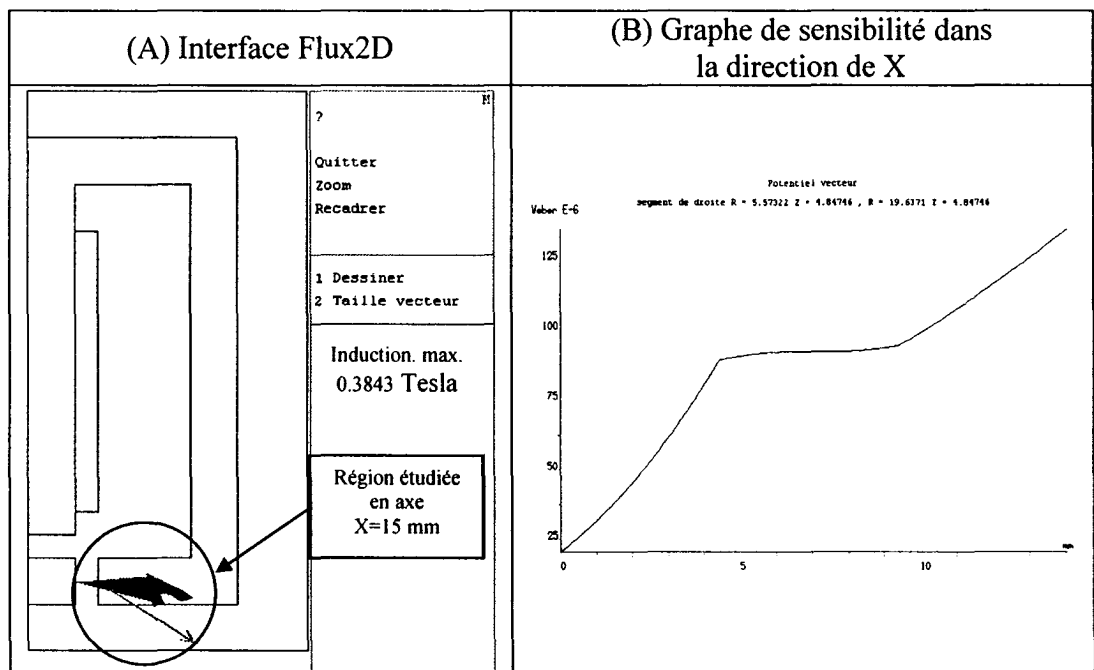 (A) Interface Flux2D
(B) Graphe de sensibilité dans
la direction de X
M
?
Quitter
Zoom
Recadrer
1 Dessiner
2 Taille vecteur
Induction. max.
0.3843 Tesla
Région étudiée
en axe
X=15 mm
Potentiel vecteur
segment de droite R = 5.57322 Z = 4.84746 , R = 19.6371 Z = 4.84746
Weber E-6
125
100
75
50
25
0
5
10
mm